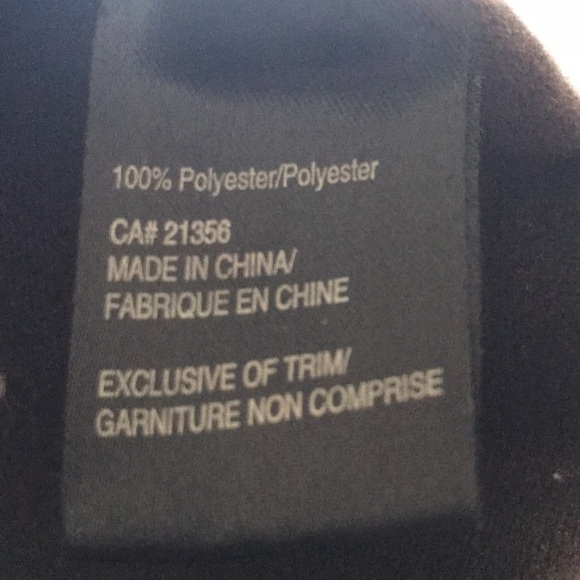 100% Polyester/Polyester
CA# 21356
MADE IN CHINA/
FABRIQUE EN CHINE
EXCLUSIVE OF TRIM/
GARNITURE NON COMPRISE